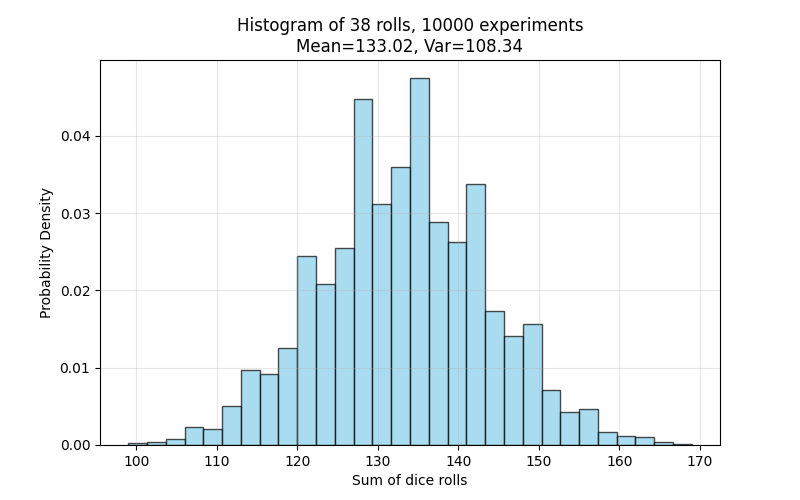 Histogram of 38 rolls, 10000 experiments
Mean=133.02, Var=108.34
Probability Density
0.04
0.03
0.02
0.01
0.00
100 110 120 130 140 150 160 170
Sum of dice rolls